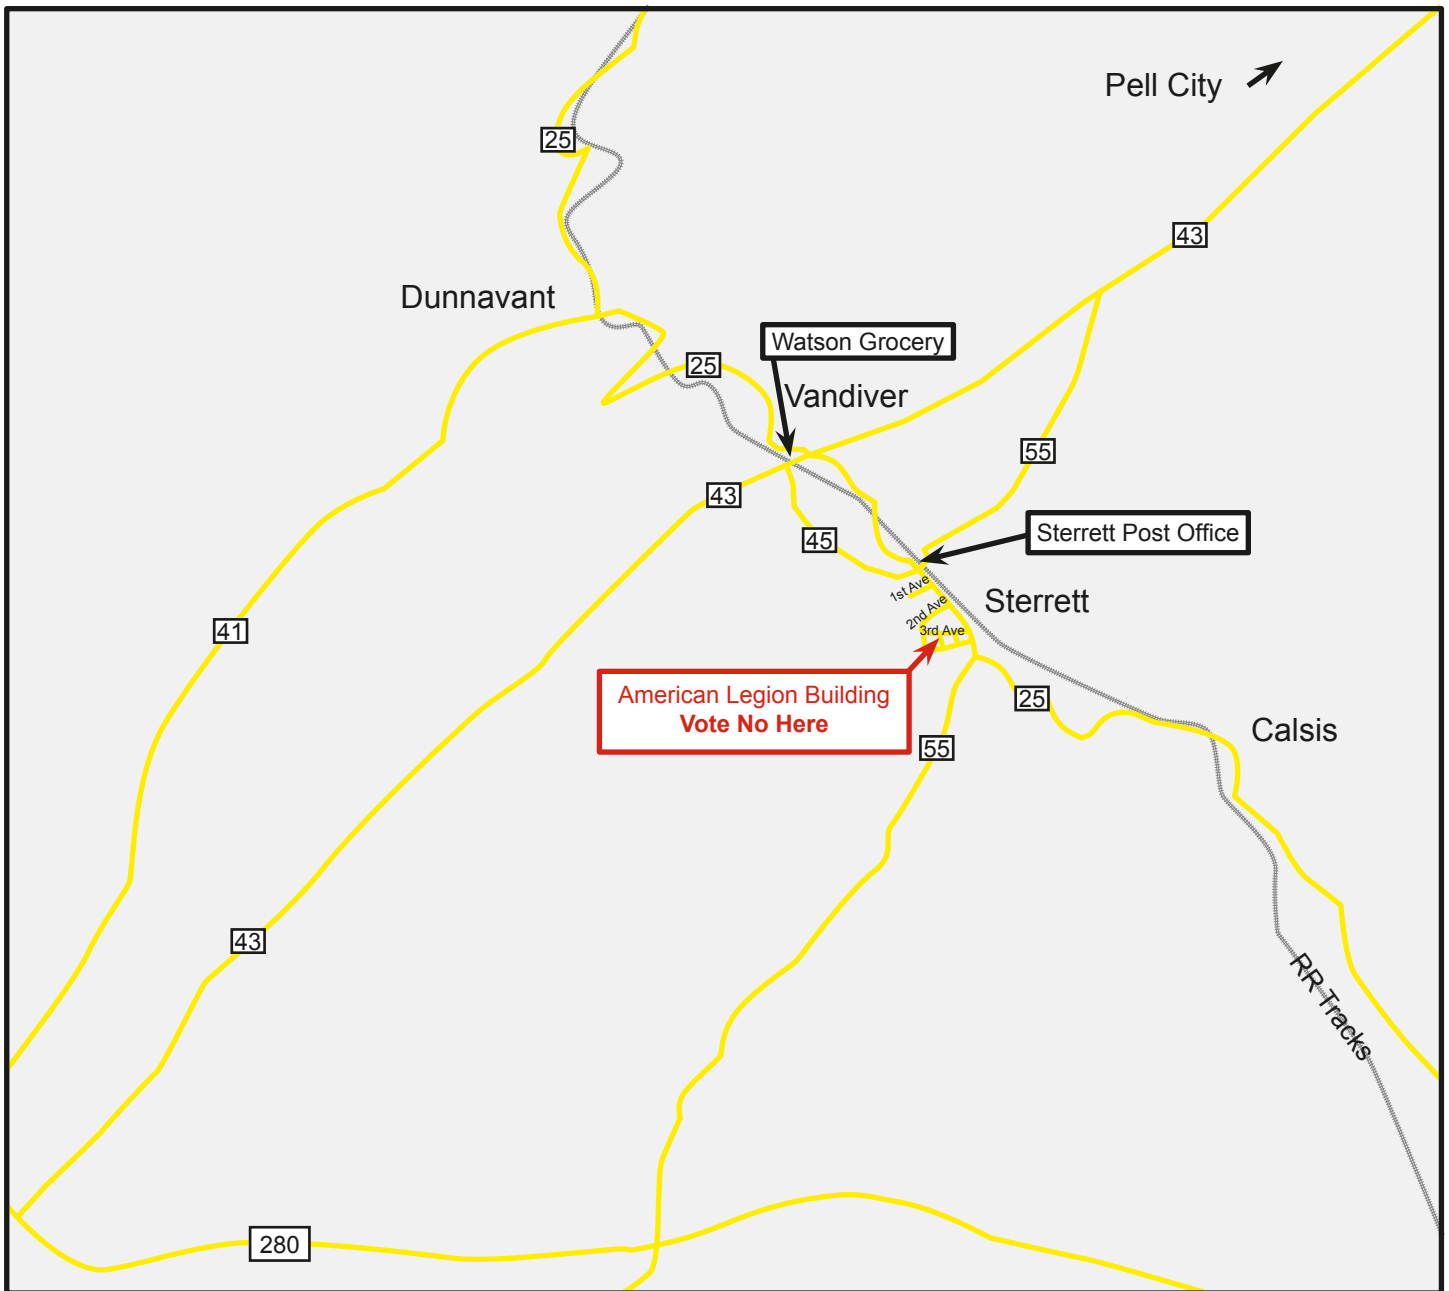 Pell City
25
43
Dunnavant
Watson Grocery
25
Vandiver
55
43
Sterrett Post Office
45
1st Ave
Sterrett
2nd Ave
3rd Ave
41
American Legion Building
Vote No Here
25
Calsis
55
43
RR Tracks
280